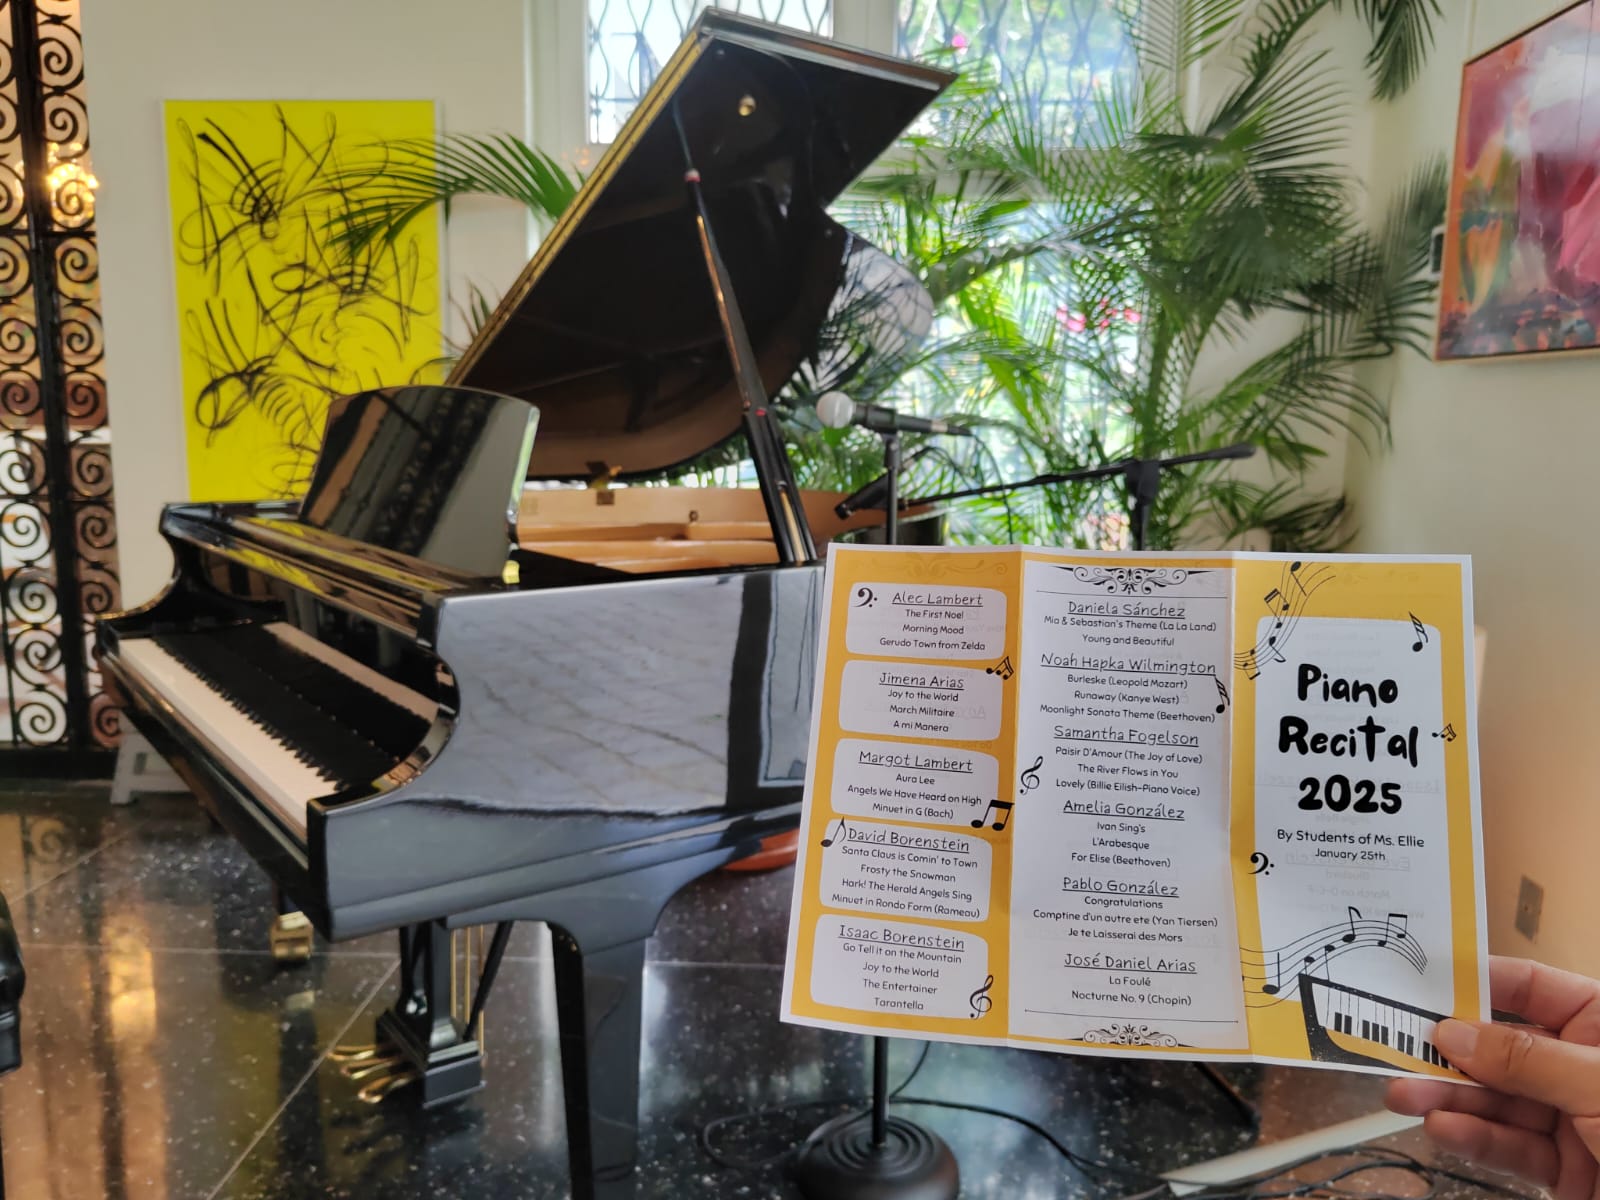 Alec Lambert
The First Noel
Morning Mood
Gerudo Town from Zelda
Jimena Arias
Joy to the World
March Militaire
A mi Manera
Margot Lambert
Aura Lee
Angels We Have Heard on High
Minuet in G (Bach)
David Borenstein
Santa Claus is Comin' to Town
Frosty the Snowman
Hark! The Herald Angels Sing
Minuet in Rondo Form (Rameau)
Isaac Borenstein
Go Tell it on the Mountain
Joy to the World
The Entertainer
Tarantella
Daniela Sánchez
Mia & Sebastian's Theme (La La Land)
Young and Beautiful
Noah Hapka Wilmington
Burleske (Leopold Mozart)
Runaway (Kanye West)
Moonlight Sonata Theme (Beethoven)
Samantha Fogelson
Paisir D'Amour (The Joy of Love)
The River Flows in You
Lovely (Billie Eilish-Piano Voice)
Amelia González
Ivan Sing's
L'Arabesque
For Elise (Beethoven)
Pablo González
Congratulations
Comptine d'un autre ete (Yan Tiersen)
Je te Laisserai des Mors
José Daniel Arias
La Foulé
Nocturne No. 9 (Chopin)
Piano
Recital
2025
By Students of Ms. Ellie
January 25th